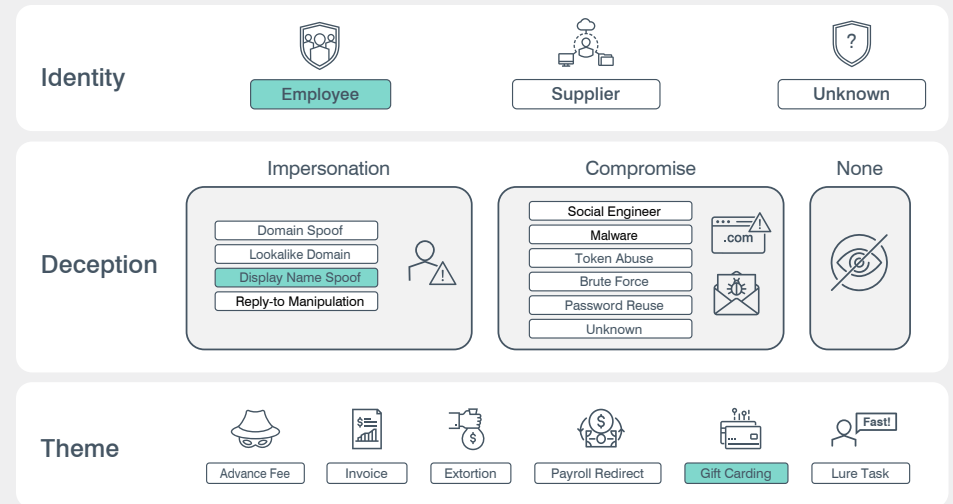 Identity
?
Employee
Supplier
Unknown
Deception
Impersonation
Domain Spoof
Lookalike Domain
Display Name Spoof
Reply-to Manipulation
!
Compromise
Social Engineer
Malware
Token Abuse
Brute Force
Password Reuse
Unknown
!
.com
None
Theme
$
$
$
Fast!
Advance Fee
Invoice
Extortion
Payroll Redirect
Gift Carding
Lure Task